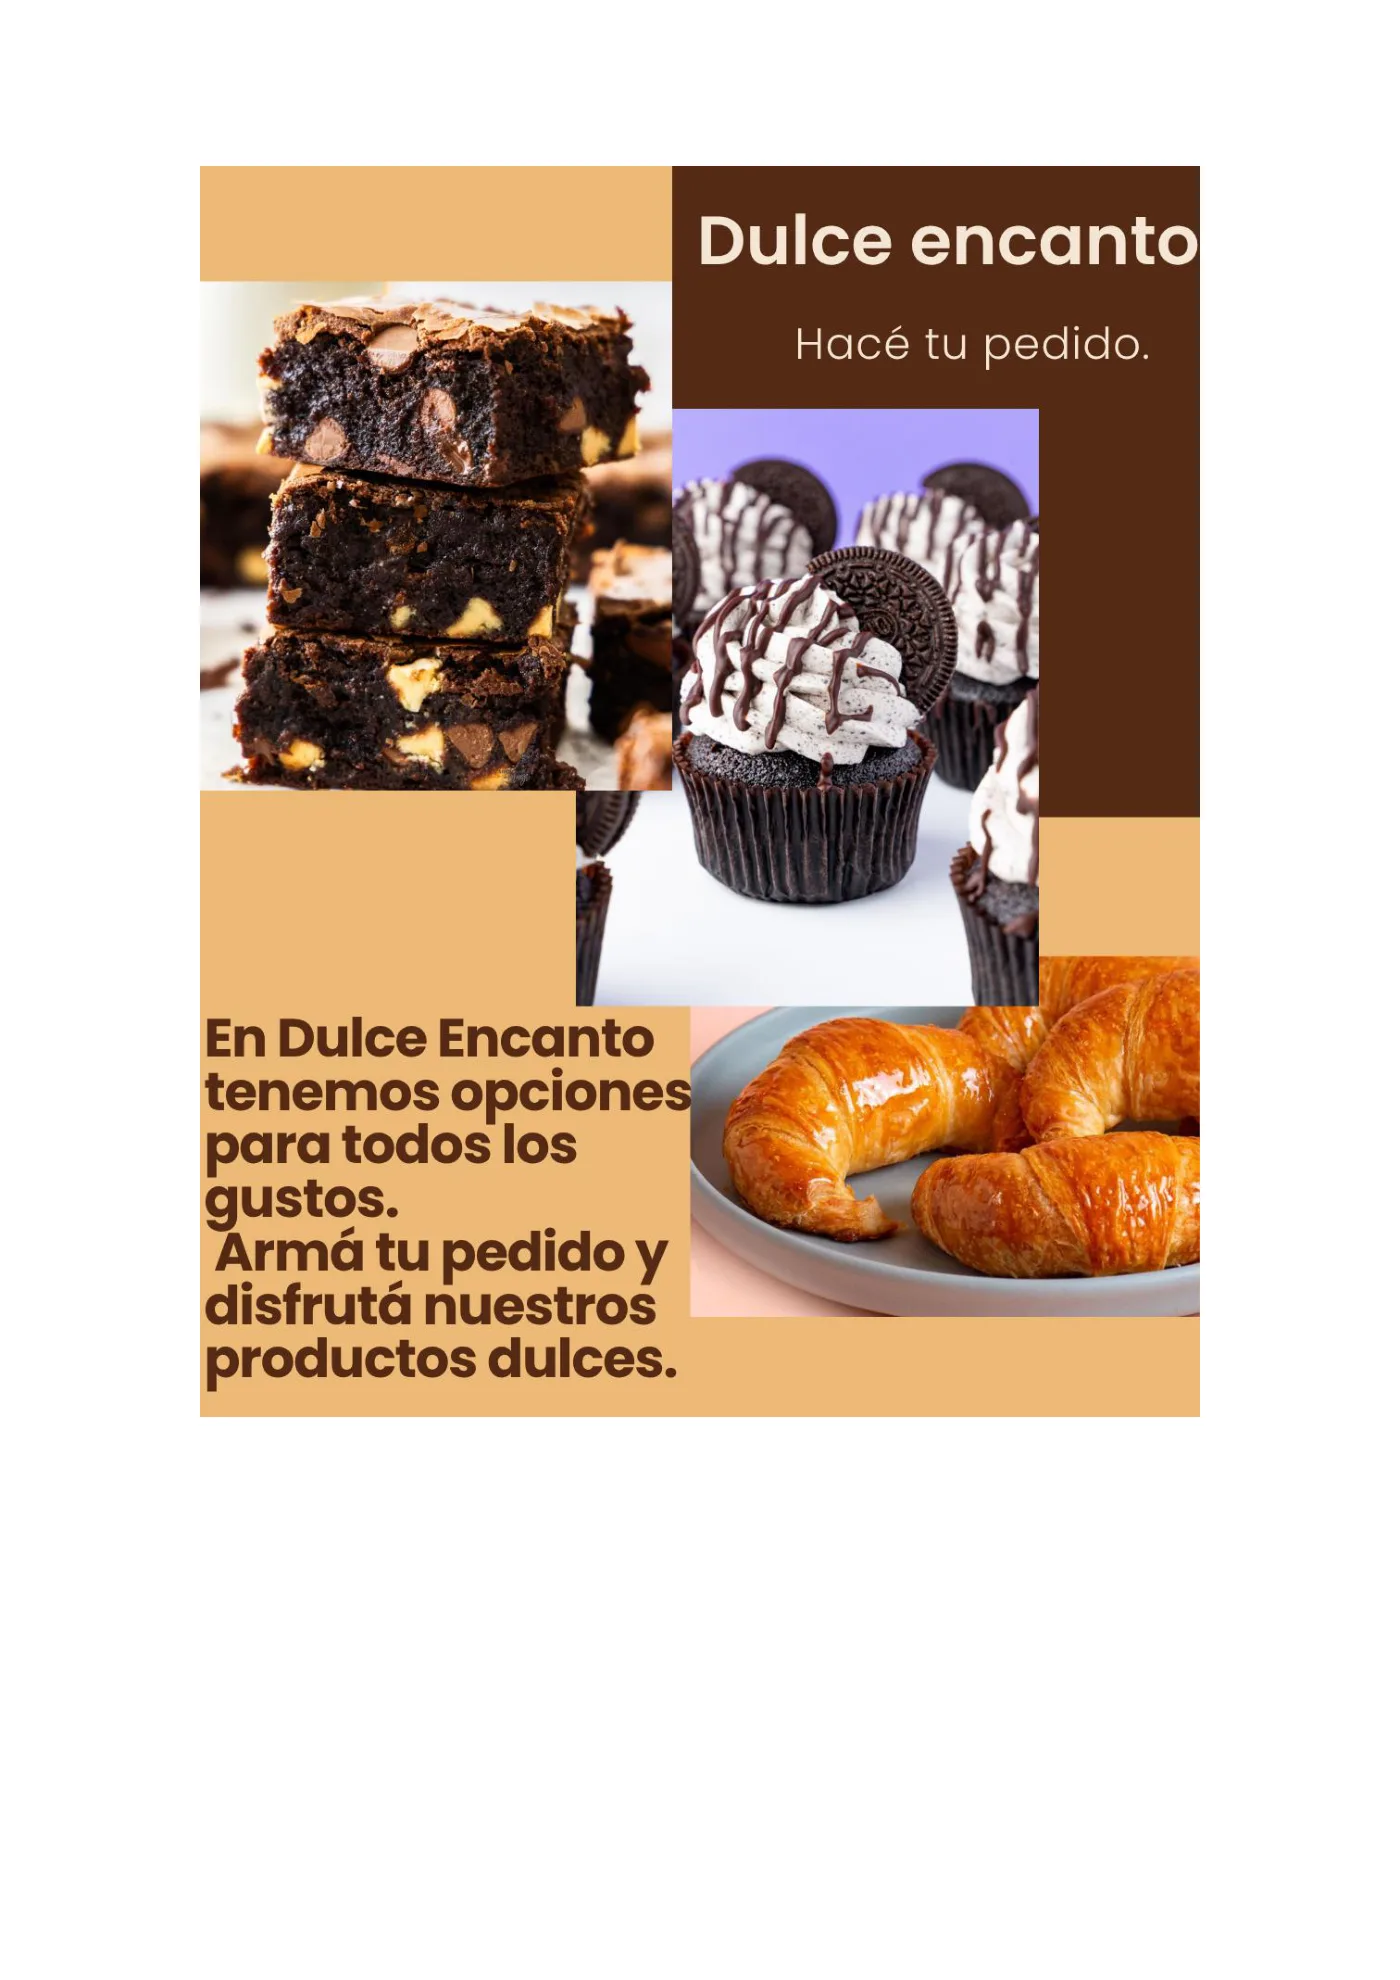 Dulce encanto
Hacé tu pedido.
En Dulce Encanto
tenemos opciones
para todos los
gustos.
Armá tu pedido y
disfrutá nuestros
productos dulces.